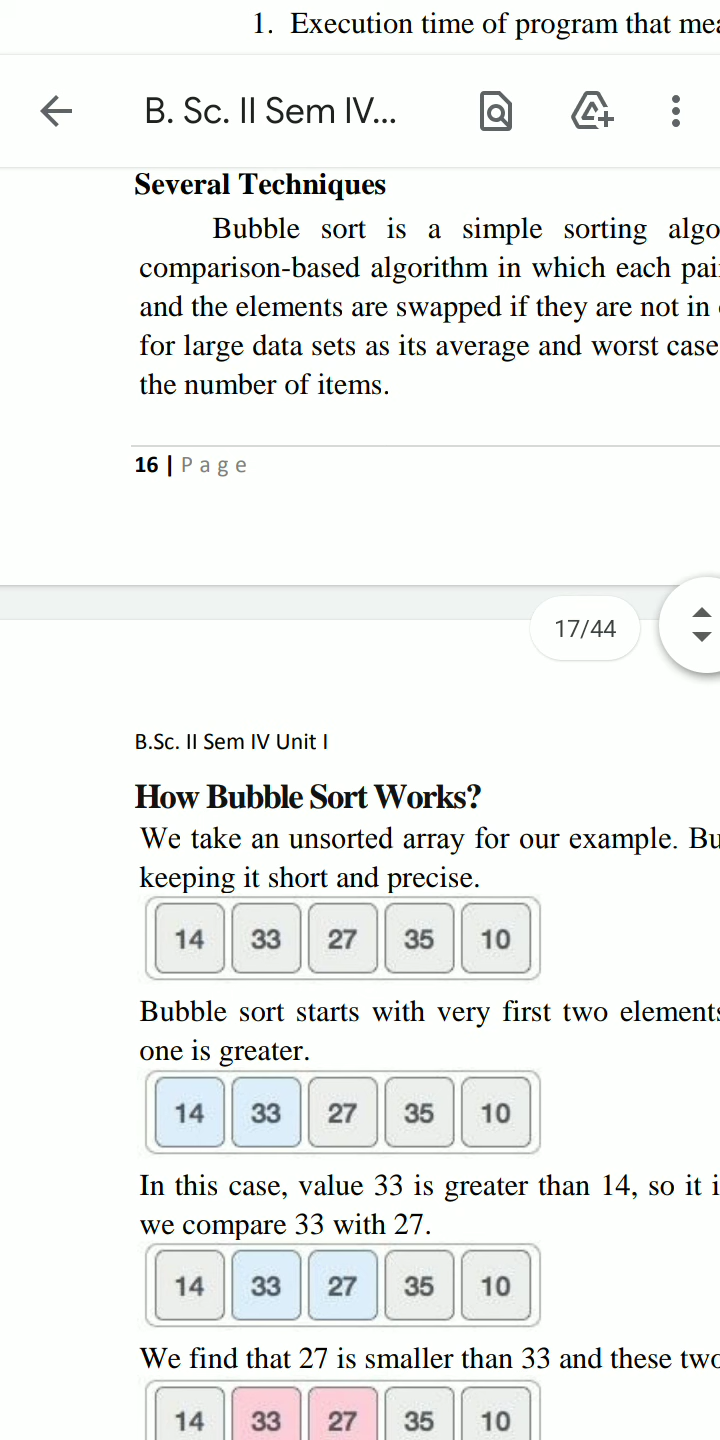 1. Execution time of program that mea
B. Sc. II Sem IV...
Several Techniques
Bubble sort is a simple sorting algo
comparison-based algorithm in which each pai
and the elements are swapped if they are not in
for large data sets as its average and worst case
the number of items.
16 | P a g e
17/44
B.Sc. II Sem IV Unit I
How Bubble Sort Works?
We take an unsorted array for our example. Bu
keeping it short and precise.
14 33 27 35 10
Bubble sort starts with very first two elements
one is greater.
14 33 27 35 10
In this case, value 33 is greater than 14, so it i
we compare 33 with 27.
14 33 27 35 10
We find that 27 is smaller than 33 and these two
14 33 27 35 10